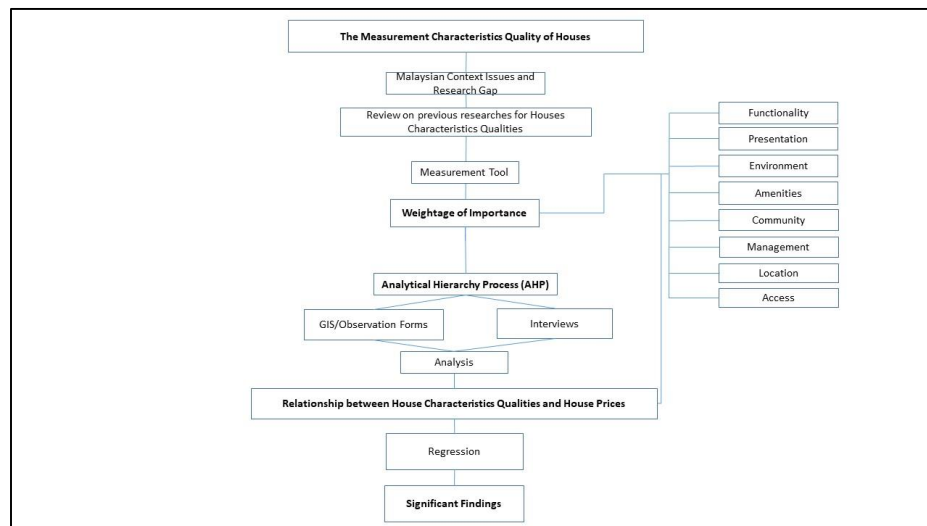 The Measurement Characteristics Quality of Houses
Malaysian Context Issues and
Research Gap
Review on previous researches for Houses
Characteristics Qualities
Measurement Tool
Weightage of Importance
Analytical Hierarchy Process (AHP)
GIS/Observation Forms
Interviews
Analysis
Relationship between House Characteristics Qualities and House Prices
Regression
Significant Findings
Functionality
Presentation
Environment
Amenities
Community
Management
Location
Access